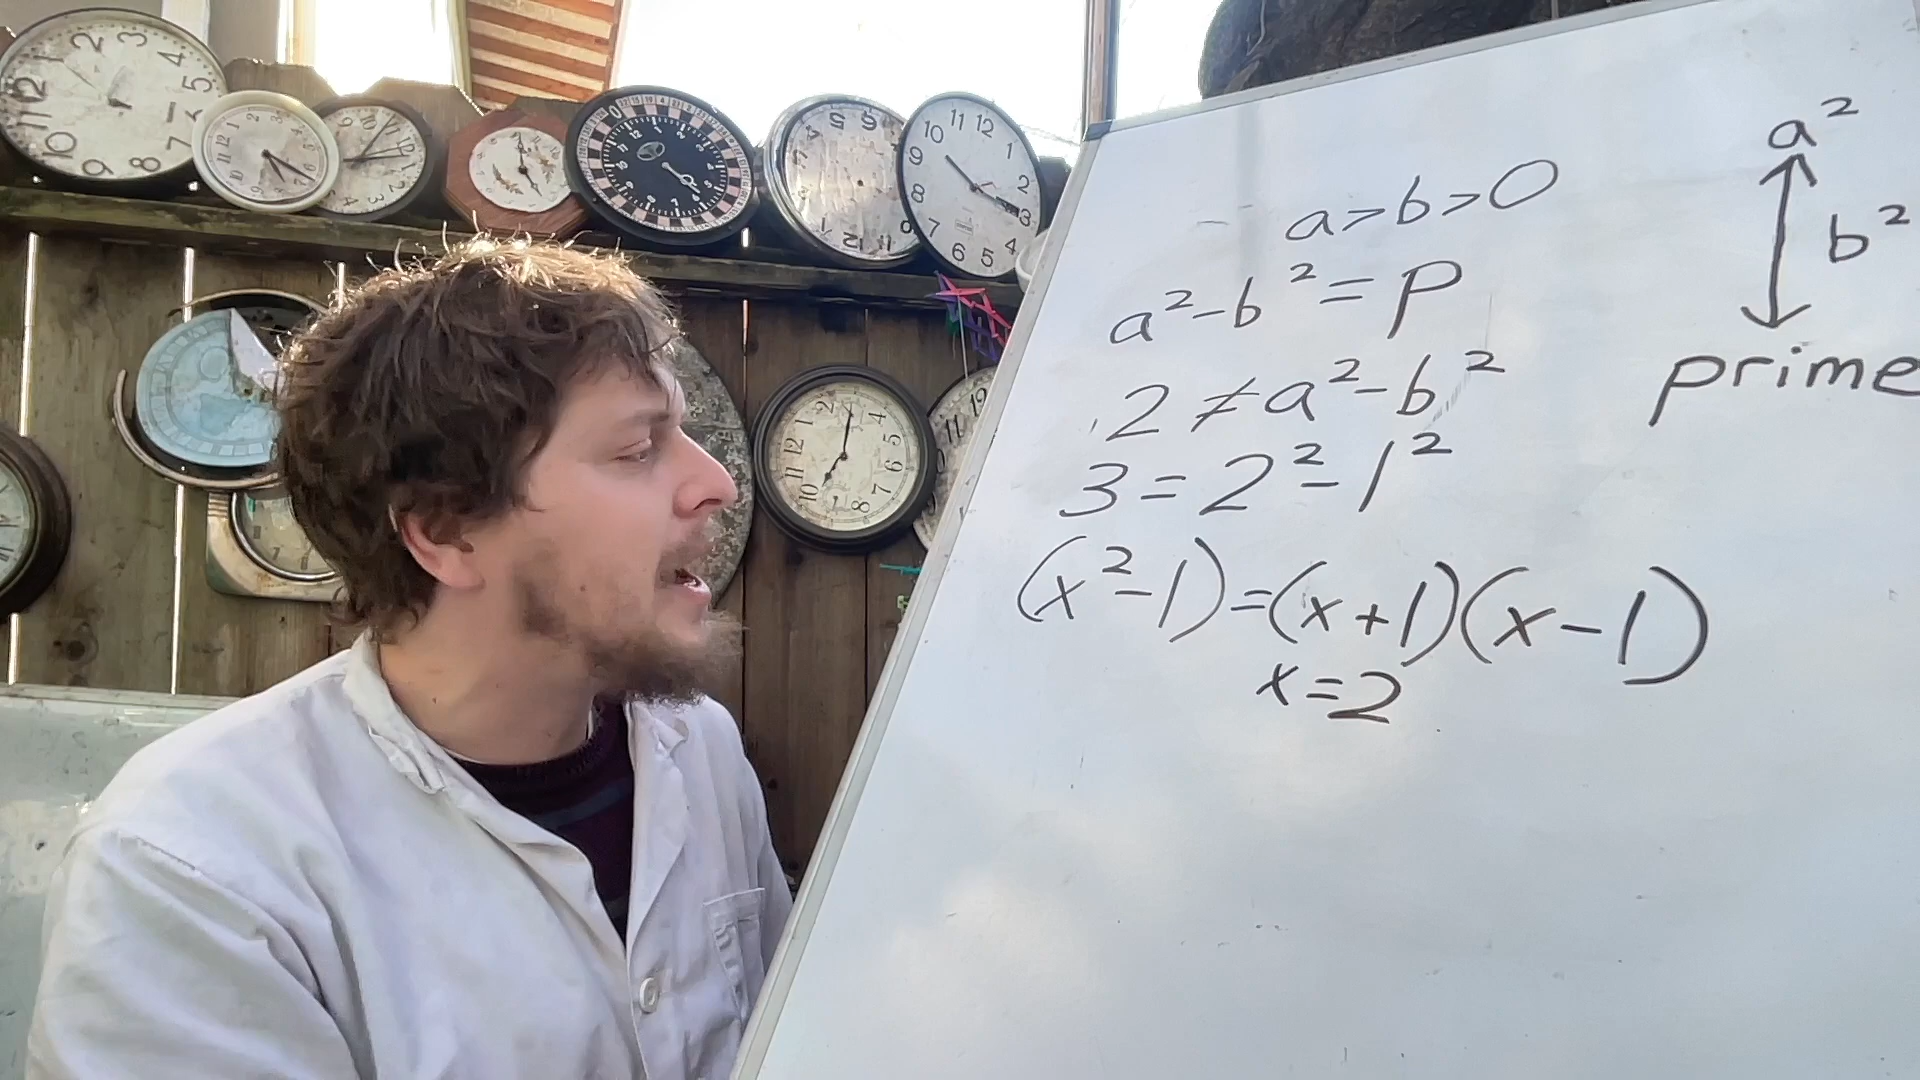 a>b>0
a²-b²=p
2≠a²-b²
3=2²-1²
(x²-1)=(x+1)(x-1)
x=2
a²
b²
prime